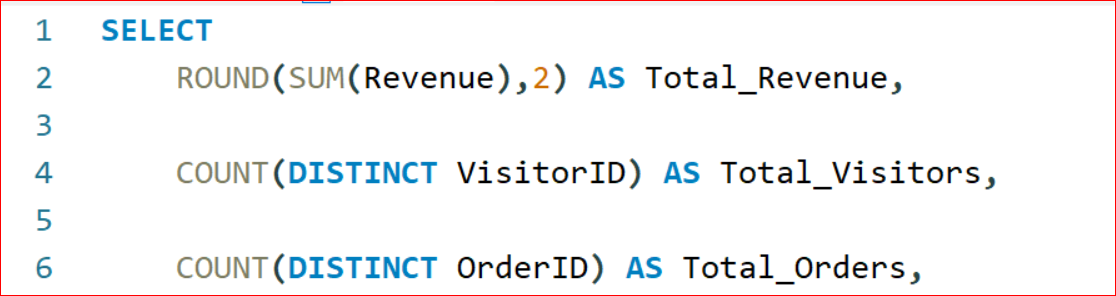 1 SELECT
2 ROUND(SUM(Revenue),2) AS Total_Revenue,
3
4 COUNT(DISTINCT VisitorID) AS Total_Visitors,
5
6 COUNT(DISTINCT OrderID) AS Total_Orders,